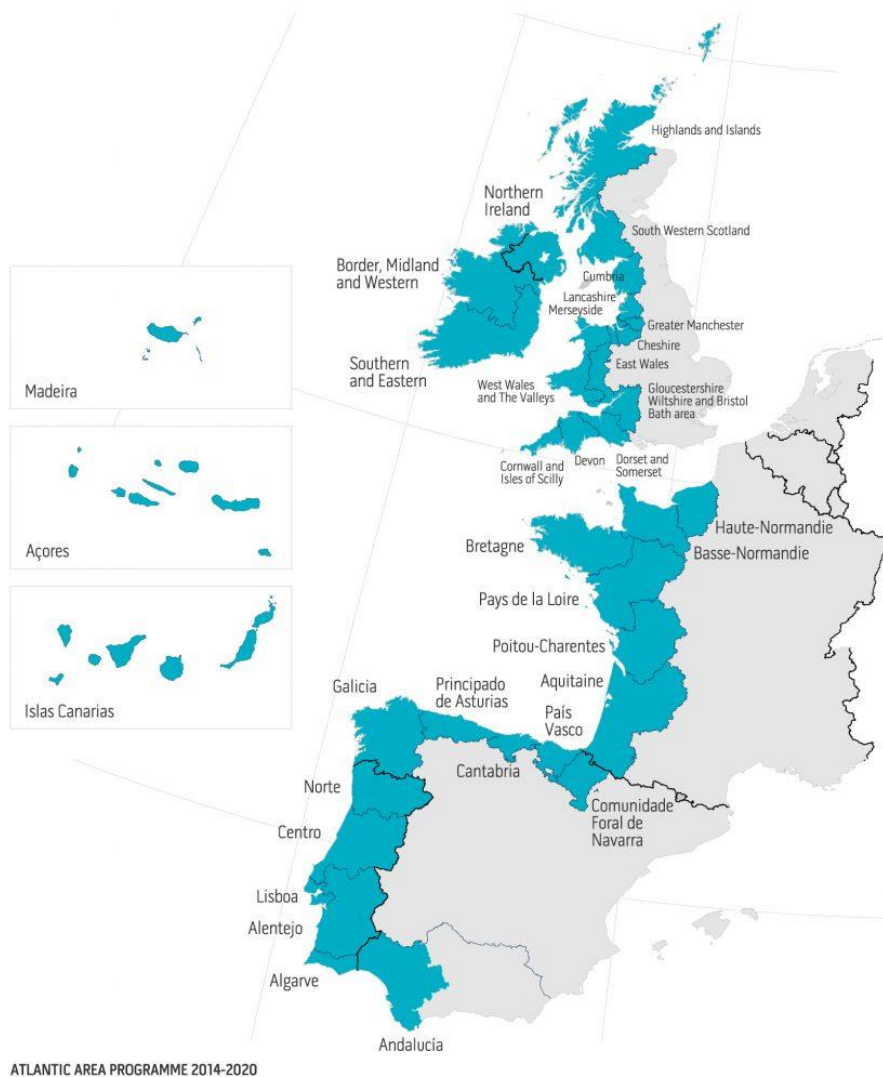 Highlands and Islands
Northern
Ireland
South Western Scotland
Border, Midland
and Western
Cumbria
Lancashire
Merseyside
Greater Manchester
Cheshire
East Wales
Southern
and Eastern
West Wales
and The Valleys
Gloucestershire
Wiltshire and Bristol
Bath area
Madeira
Cornwall and
Isles of Scilly
Devon
Dorset and
Somerset
Haute-Normandie
Bretagne
Basse-Normandie
Açores
Pays de la Loire
Poitou-Charentes
Aquitaine
Galicia
Principado
de Asturias
País
Vasco
Islas Canarias
Cantabria
Norte
Comunidade
Foral de
Navarra
Centro
Lisboa
Alentejo
Algarve
Andalucía
ATLANTIC AREA PROGRAMME 2014-2020